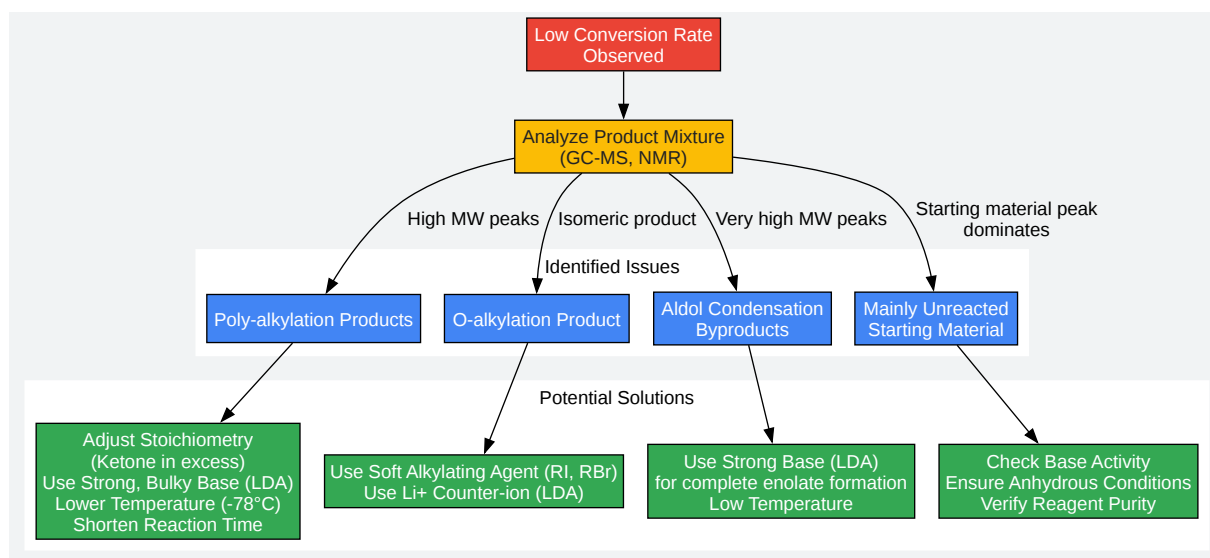 Low Conversion Rate
Observed
Analyze Product Mixture
(GC-MS, NMR)
High MW peaks
Isomeric product
Very high MW peaks
Starting material peak
dominates
Identified Issues
Poly-alkylation Products
O-alkylation Product
Aldol Condensation
Byproducts
Mainly Unreacted
Starting Material
Potential Solutions
Adjust Stoichiometry
(Ketone in excess)
Use Strong, Bulky Base (LDA)
Lower Temperature (-78°C)
Shorten Reaction Time
Use Soft Alkylating Agent (RI, RBr)
Use Li+ Counter-ion (LDA)
Use Strong Base (LDA)
for complete enolate formation
Low Temperature
Check Base Activity
Ensure Anhydrous Conditions
Verify Reagent Purity